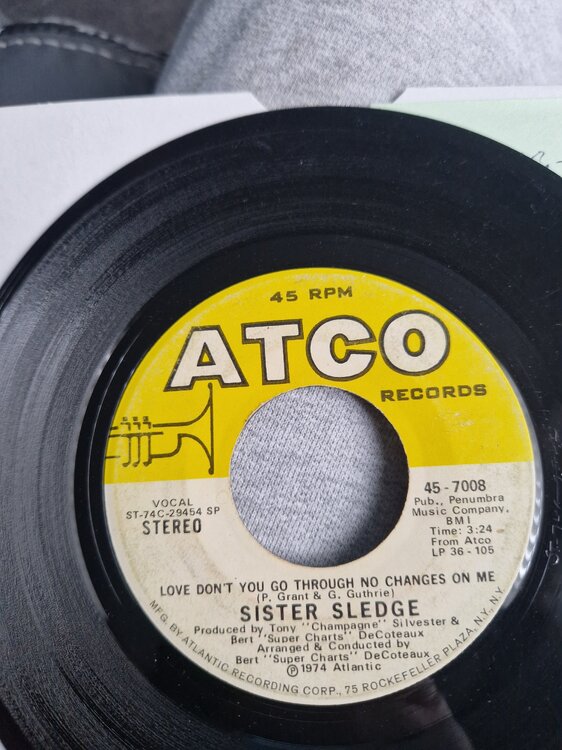 45 RPM
ATCO
RECORDS
VOCAL
ST-74C-29454 SP
STEREO
45-7008
Pub., Penumbra
Music Company,
BMI
Time: 3:24
From Atco
LP 36-105
LOVE DON'T YOU GO THROUGH NO CHANGES ON ME
(P. Grant & G. Guthrie)
SISTER SLEDGE
Produced by Tony "Champagne" Silvester &
Bert "Super Charts" DeCoteaux
Arranged & Conducted by
Bert "Super Charts" DeCoteaux
Ⓟ1974 Atlantic
MFG. BY ATLANTIC RECORDING CORP., 75 ROCKEFELLER PLAZA, N.Y. N.Y.